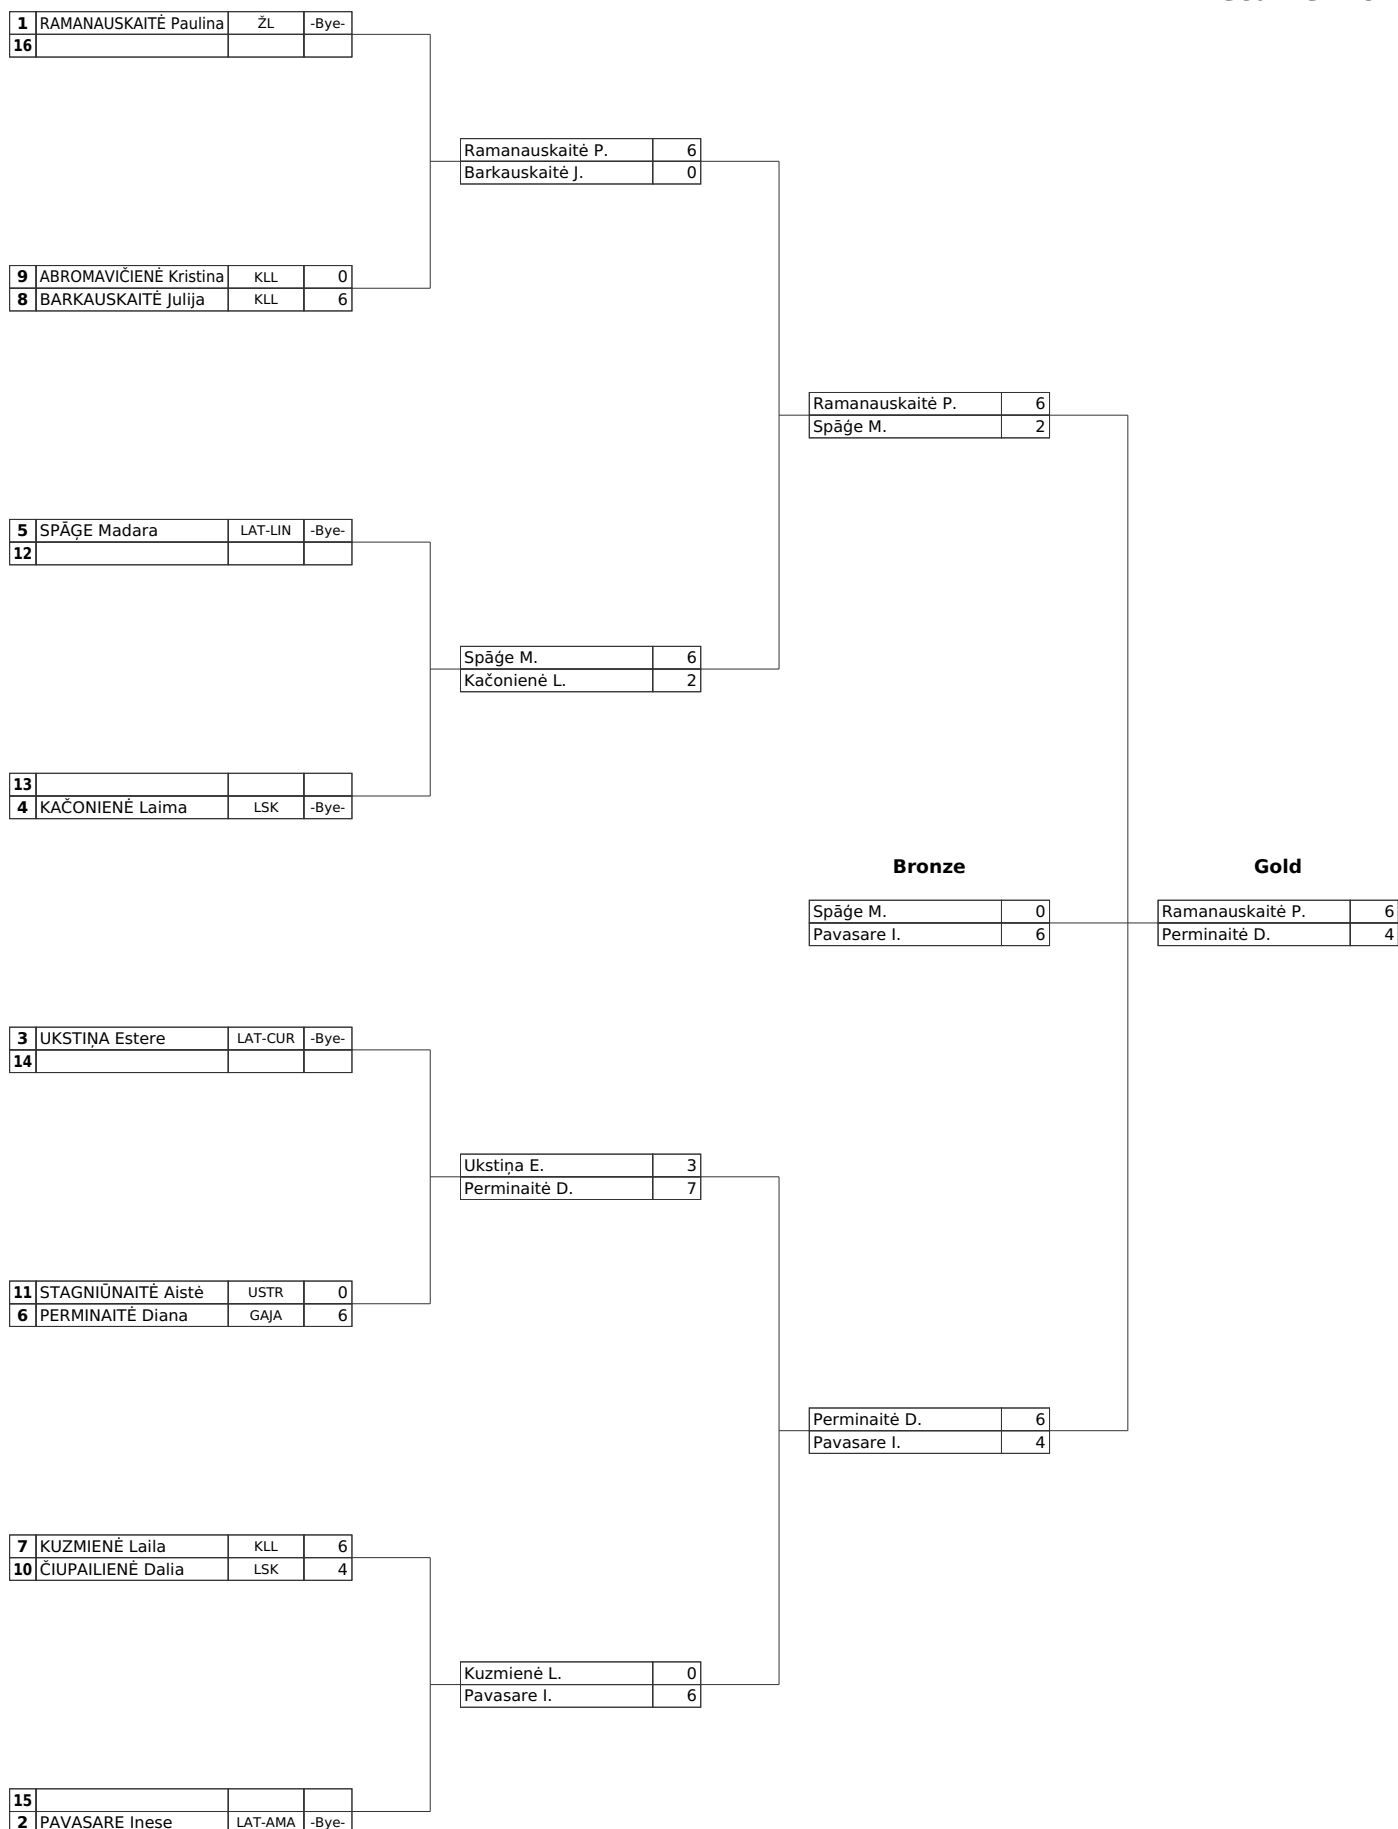 1 RAMANAUSKAITĖ Paulina ŽL -Bye-
16
Ramanauskaitė P. 6
Barkauskaitė J. 0
9 ABROMAVIČIENĖ Kristina KLL 0
8 BARKAUSKAITĖ Julija KLL 6
Ramanauskaitė P. 6
Spāģe M. 2
5 SPĀĢE Madara LAT-LIN -Bye-
12
Spāģe M. 6
Kačonienė L. 2
13
4 KAČONIENĖ Laima LSK -Bye-
Bronze Gold
Spāģe M. 0 Ramanauskaitė P. 6
Pavasare I. 6 Perminaitė D. 4
3 UKSTIŅA Estere LAT-CUR -Bye-
14
Ukstiņa E. 3
Perminaitė D. 7
11 STAGNIŪNAITĖ Aistė USTR 0
6 PERMINAITĖ Diana GAJA 6
Perminaitė D. 6
Pavasare I. 4
7 KUZMIENĖ Laila KLL 6
10 ČIUPAILIENĖ Dalia LSK 4
Kuzmienė L. 0
Pavasare I. 6
15
2 PAVASARE Inese LAT-AMA -Bye-